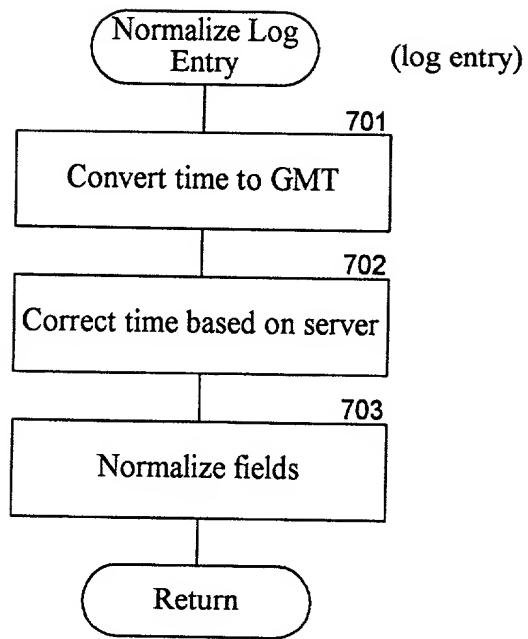 Normalize Log
Entry
(log entry)
701
Convert time to GMT
702
Correct time based on server
703
Normalize fields
Return